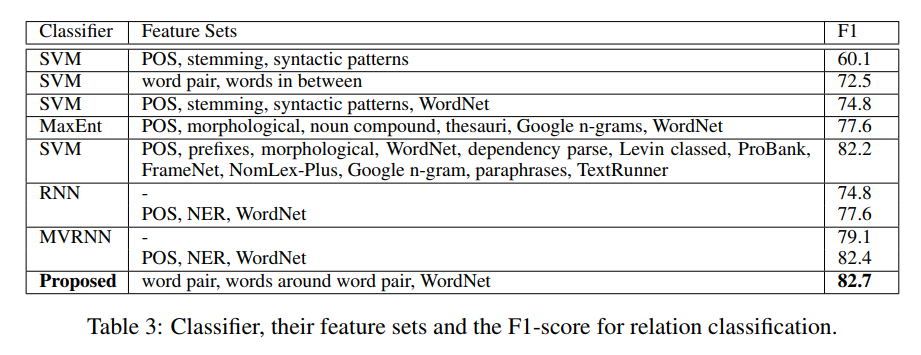 Classifier Feature Sets F1
SVM POS, stemming, syntactic patterns 60.1
SVM word pair, words in between 72.5
SVM POS, stemming, syntactic patterns, WordNet 74.8
MaxEnt POS, morphological, noun compound, thesauri, Google n-grams, WordNet 77.6
SVM POS, prefixes, morphological, WordNet, dependency parse, Levin classed, ProBank, 82.2
FrameNet, NomLex-Plus, Google n-gram, paraphrases, TextRunner
RNN - 74.8
POS, NER, WordNet 77.6
MVRNN - 79.1
POS, NER, WordNet 82.4
Proposed word pair, words around word pair, WordNet 82.7
Table 3: Classifier, their feature sets and the F1-score for relation classification.